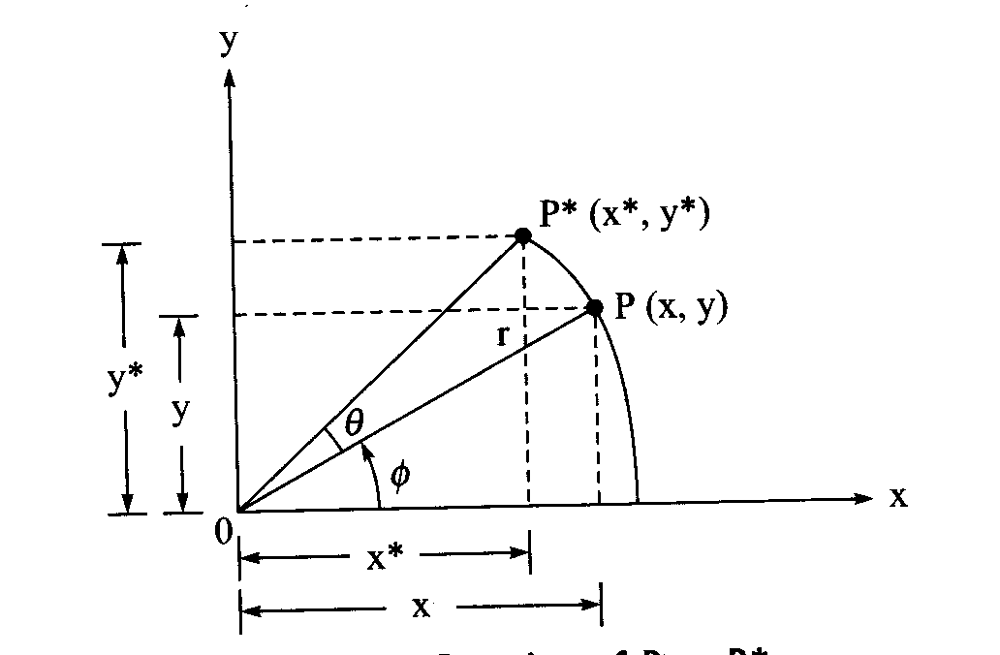 y
P* (x*, y*)
P (x, y)
r
y*
y
θ
ϕ
x
0
x*
x